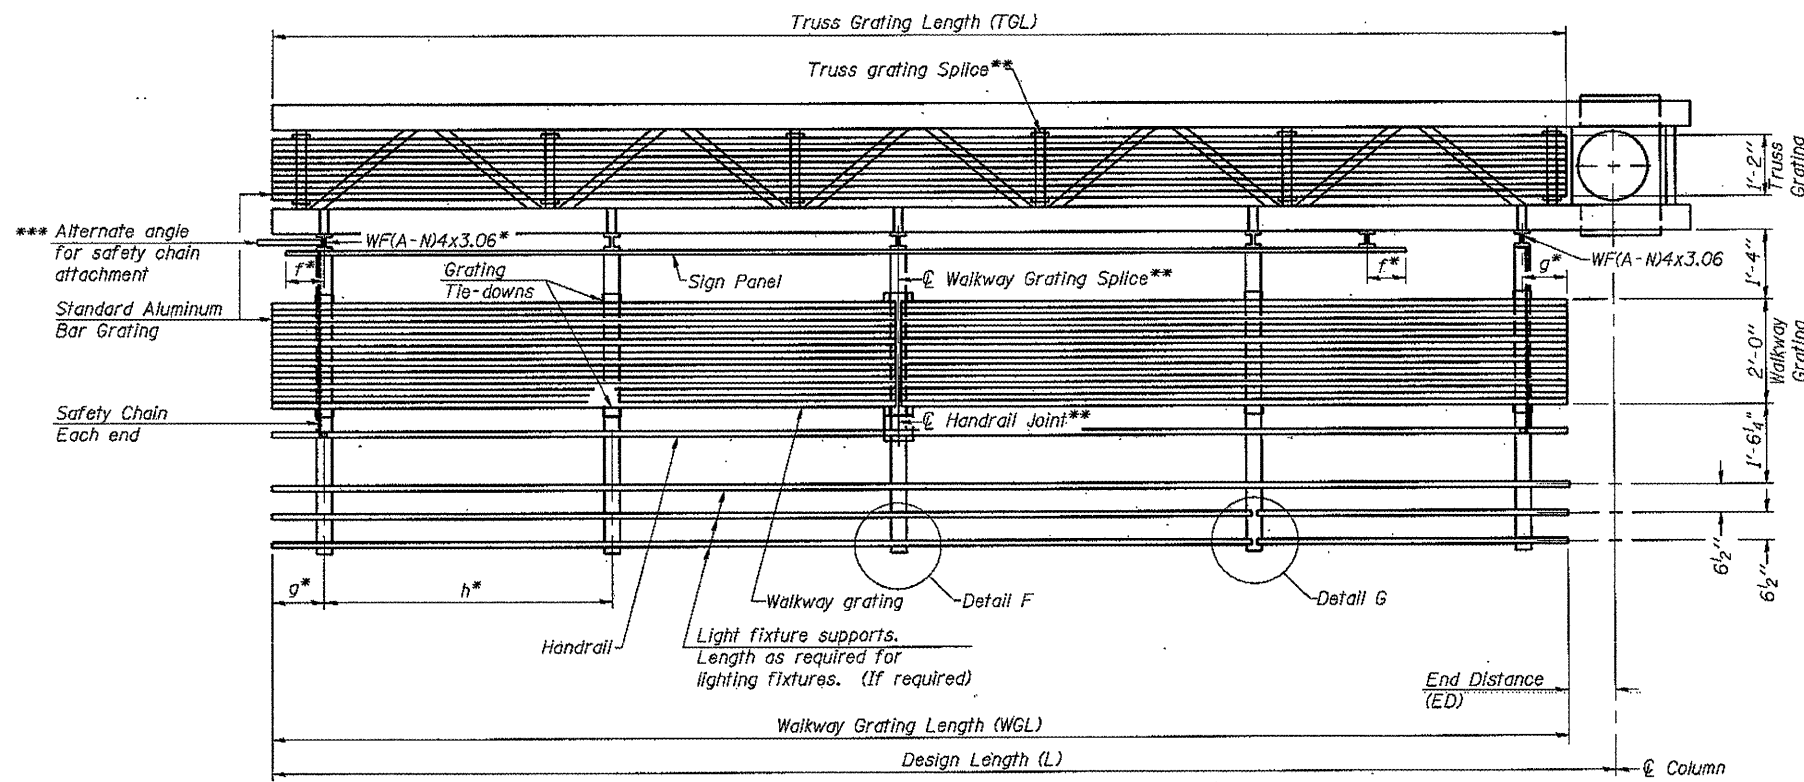 Truss Grating Length (TGL)
Truss grating Splice**
1'-2"
Truss
Grating
*** Alternate angle
for safety chain
attachment
WF(A-N)4x3.06*
WF(A-N)4x3.06
f*
Grating
Tie-downs
Sign Panel
℄ Walkway Grating Splice**
f*
g*
1'-4"
Standard Aluminum
Bar Grating
2'-0"
Walkway
Grating
Safety Chain
Each end
℄ Handrail Joint**
1'-6¼"
6½"
6½"
g*
h*
Walkway grating
Detail F
Detail G
Handrail
Light fixture supports.
Length as required for
lighting fixtures. (If required)
End Distance
(ED)
Walkway Grating Length (WGL)
Design Length (L)
℄ Column